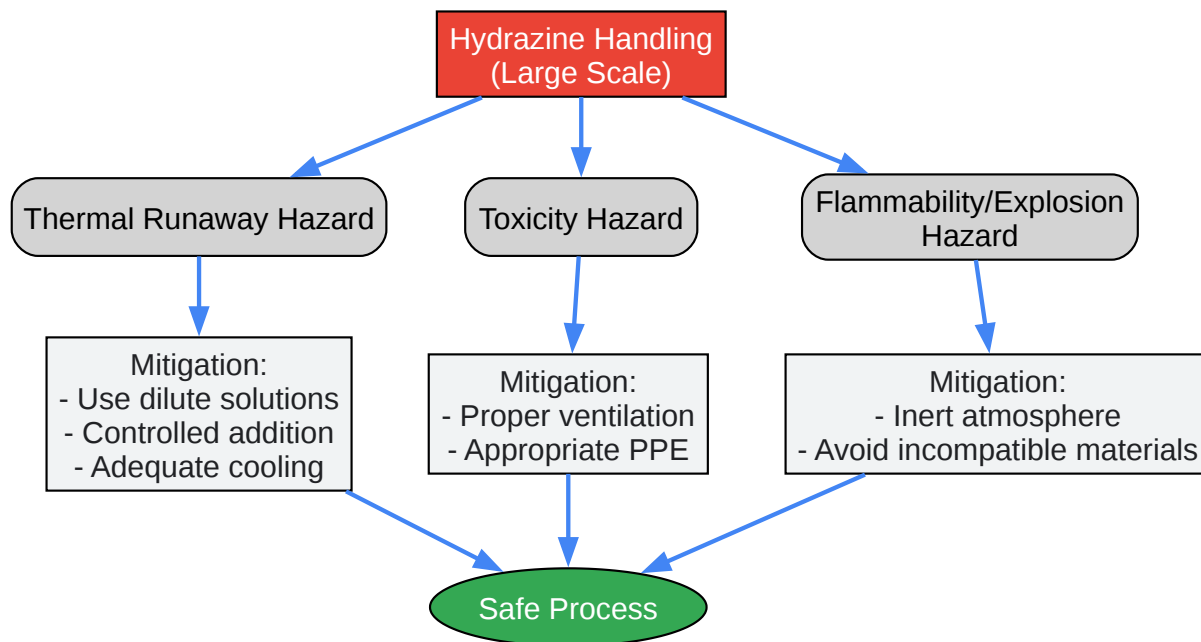 Hydrazine Handling
(Large Scale)
Thermal Runaway Hazard
Toxicity Hazard
Flammability/Explosion
Hazard
Mitigation:
- Use dilute solutions
- Controlled addition
- Adequate cooling
Mitigation:
- Proper ventilation
- Appropriate PPE
Mitigation:
- Inert atmosphere
- Avoid incompatible materials
Safe Process